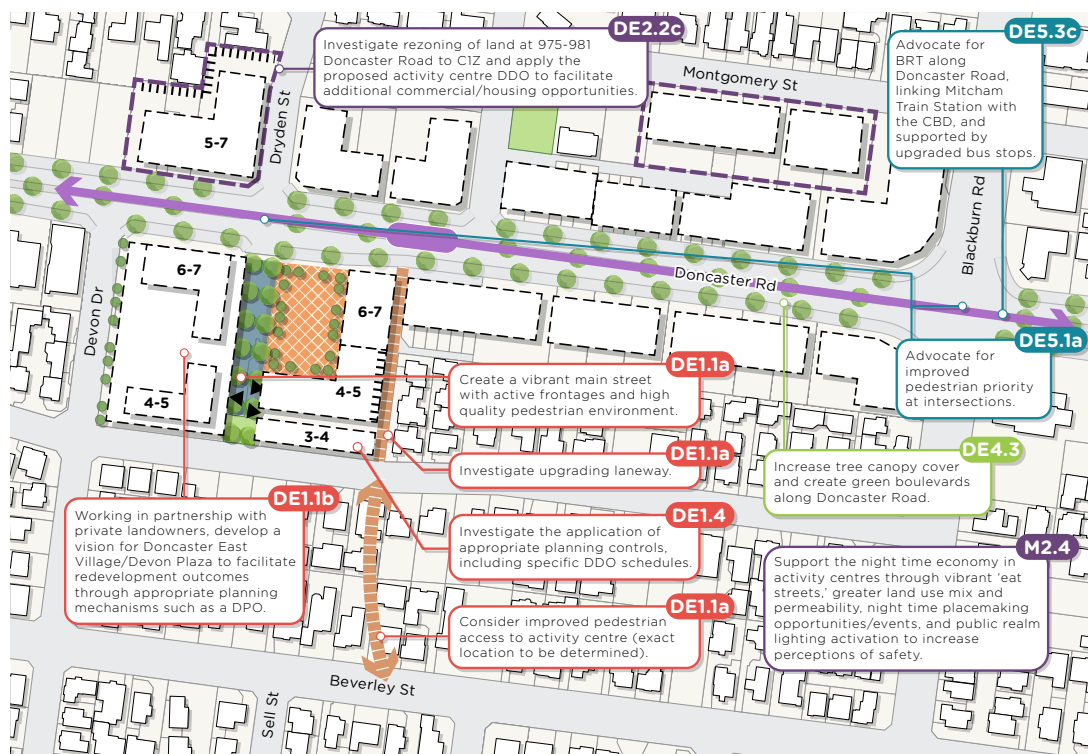 DE2.2c
Investigate rezoning of land at 975-981
Doncaster Road to C1Z and apply the
proposed activity centre DDO to facilitate
additional commercial/housing opportunities.
DE5.3c
Advocate for
BRT along
Doncaster Road,
linking Mitcham
Train Station with
the CBD, and
supported by
upgraded bus stops.
Montgomery St
Dryden St
5-7
Blackburn Rd
Doncaster Rd
6-7
6-7
Devon Dr
4-5
4-5
3-4
DE5.1a
Advocate for
improved
pedestrian priority
at intersections.
DE1.1a
Create a vibrant main street
with active frontages and high
quality pedestrian environment.
DE1.1a
Investigate upgrading laneway.
DE4.3
Increase tree canopy cover
and create green boulevards
along Doncaster Road.
DE1.1b
Working in partnership with
private landowners, develop a
vision for Doncaster East
Village/Devon Plaza to facilitate
redevelopment outcomes
through appropriate planning
mechanisms such as a DPO.
DE1.4
Investigate the application of
appropriate planning controls,
including specific DDO schedules.
M2.4
Support the night time economy in
activity centres through vibrant ‘eat
streets,’ greater land use mix and
permeability, night time placemaking
opportunities/events, and public realm
lighting activation to increase
perceptions of safety.
DE1.1a
Consider improved pedestrian
access to activity centre (exact
location to be determined).
Beverley St
Sell St